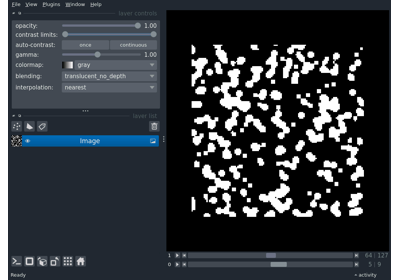 File View Plugins Window Help
layer controls
opacity: 1.00
contrast limits:
auto-contrast: once continuous
gamma: 1.00
colormap: gray
blending: translucent_no_depth
interpolation: nearest
layer list
Image
1 64 127
0 5 9
Ready activity